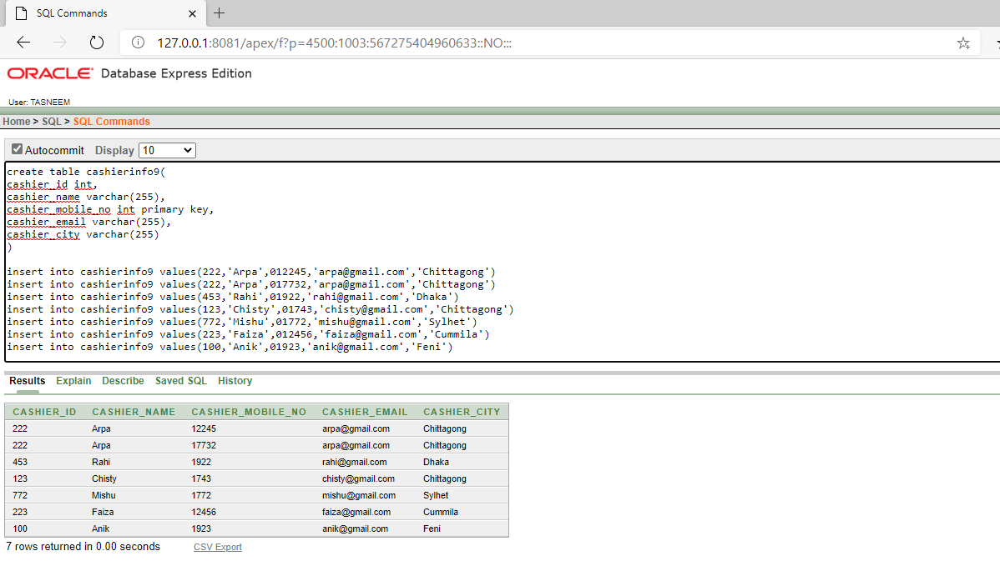 SQL Commands
127.0.0.1:8081/apex/f?p=4500:1003:567275404960633::NO:::
ORACLE Database Express Edition
User: TASNEEM
Home > SQL > SQL Commands
Autocommit Display 10
create table cashierinfo9(
cashier_id int,
cashier_name varchar(255),
cashier_mobile_no int primary key,
cashier_email varchar(255),
cashier_city varchar(255)
)
insert into cashierinfo9 values(222,'Arpa',012245,'arpa@gmail.com','Chittagong')
insert into cashierinfo9 values(222,'Arpa',017732,'arpa@gmail.com','Chittagong')
insert into cashierinfo9 values(453,'Rahi',01922,'rahi@gmail.com','Dhaka')
insert into cashierinfo9 values(123,'Chisty',01743,'chisty@gmail.com','Chittagong')
insert into cashierinfo9 values(772,'Mishu',01772,'mishu@gmail.com','Sylhet')
insert into cashierinfo9 values(223,'Faiza',012456,'faiza@gmail.com','Cummila')
insert into cashierinfo9 values(100,'Anik',01923,'anik@gmail.com','Feni')
Results Explain Describe Saved SQL History
CASHIER_ID CASHIER_NAME CASHIER_MOBILE_NO CASHIER_EMAIL CASHIER_CITY
222 Arpa 12245 arpa@gmail.com Chittagong
222 Arpa 17732 arpa@gmail.com Chittagong
453 Rahi 1922 rahi@gmail.com Dhaka
123 Chisty 1743 chisty@gmail.com Chittagong
772 Mishu 1772 mishu@gmail.com Sylhet
223 Faiza 12456 faiza@gmail.com Cummila
100 Anik 1923 anik@gmail.com Feni
7 rows returned in 0.00 seconds CSV Export